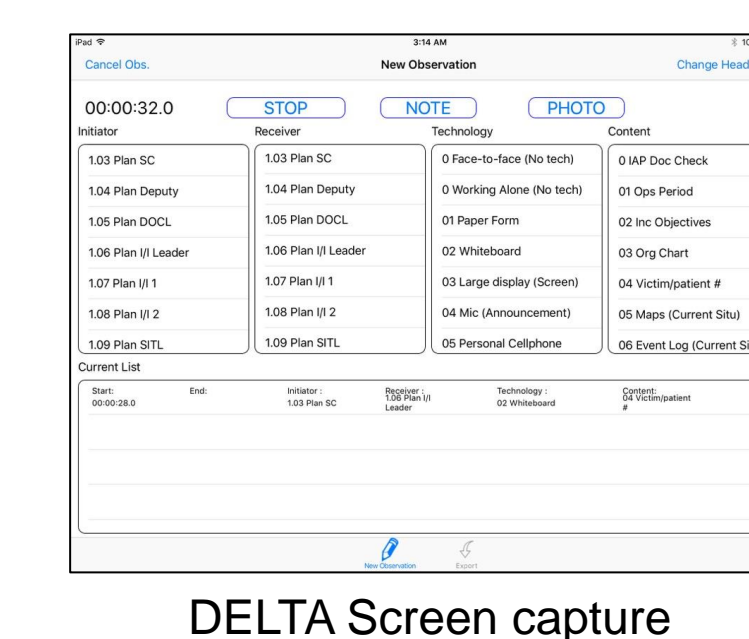 iPad 3:14 AM 10
Cancel Obs. New Observation Change Head
00:00:32.0 STOP NOTE PHOTO
Initiator Receiver Technology Content
1.03 Plan SC 1.03 Plan SC 0 Face-to-face (No tech) 0 IAP Doc Check
1.04 Plan Deputy 1.04 Plan Deputy 0 Working Alone (No tech) 01 Ops Period
1.05 Plan DOCL 1.05 Plan DOCL 01 Paper Form 02 Inc Objectives
1.06 Plan I/I Leader 1.06 Plan I/I Leader 02 Whiteboard 03 Org Chart
1.07 Plan I/I 1 1.07 Plan I/I 1 03 Large display (Screen) 04 Victim/patient #
1.08 Plan I/I 2 1.08 Plan I/I 2 04 Mic (Announcement) 05 Maps (Current Situ)
1.09 Plan SITL 1.09 Plan SITL 05 Personal Cellphone 06 Event Log (Current Si
Current List
Start: End: Initiator : Receiver : Technology : Content:
00:00:28.0 1.03 Plan SC 1.06 Plan I/I 02 Whiteboard 04 Victim/patient
Leader #
New Observation Export
DELTA Screen capture